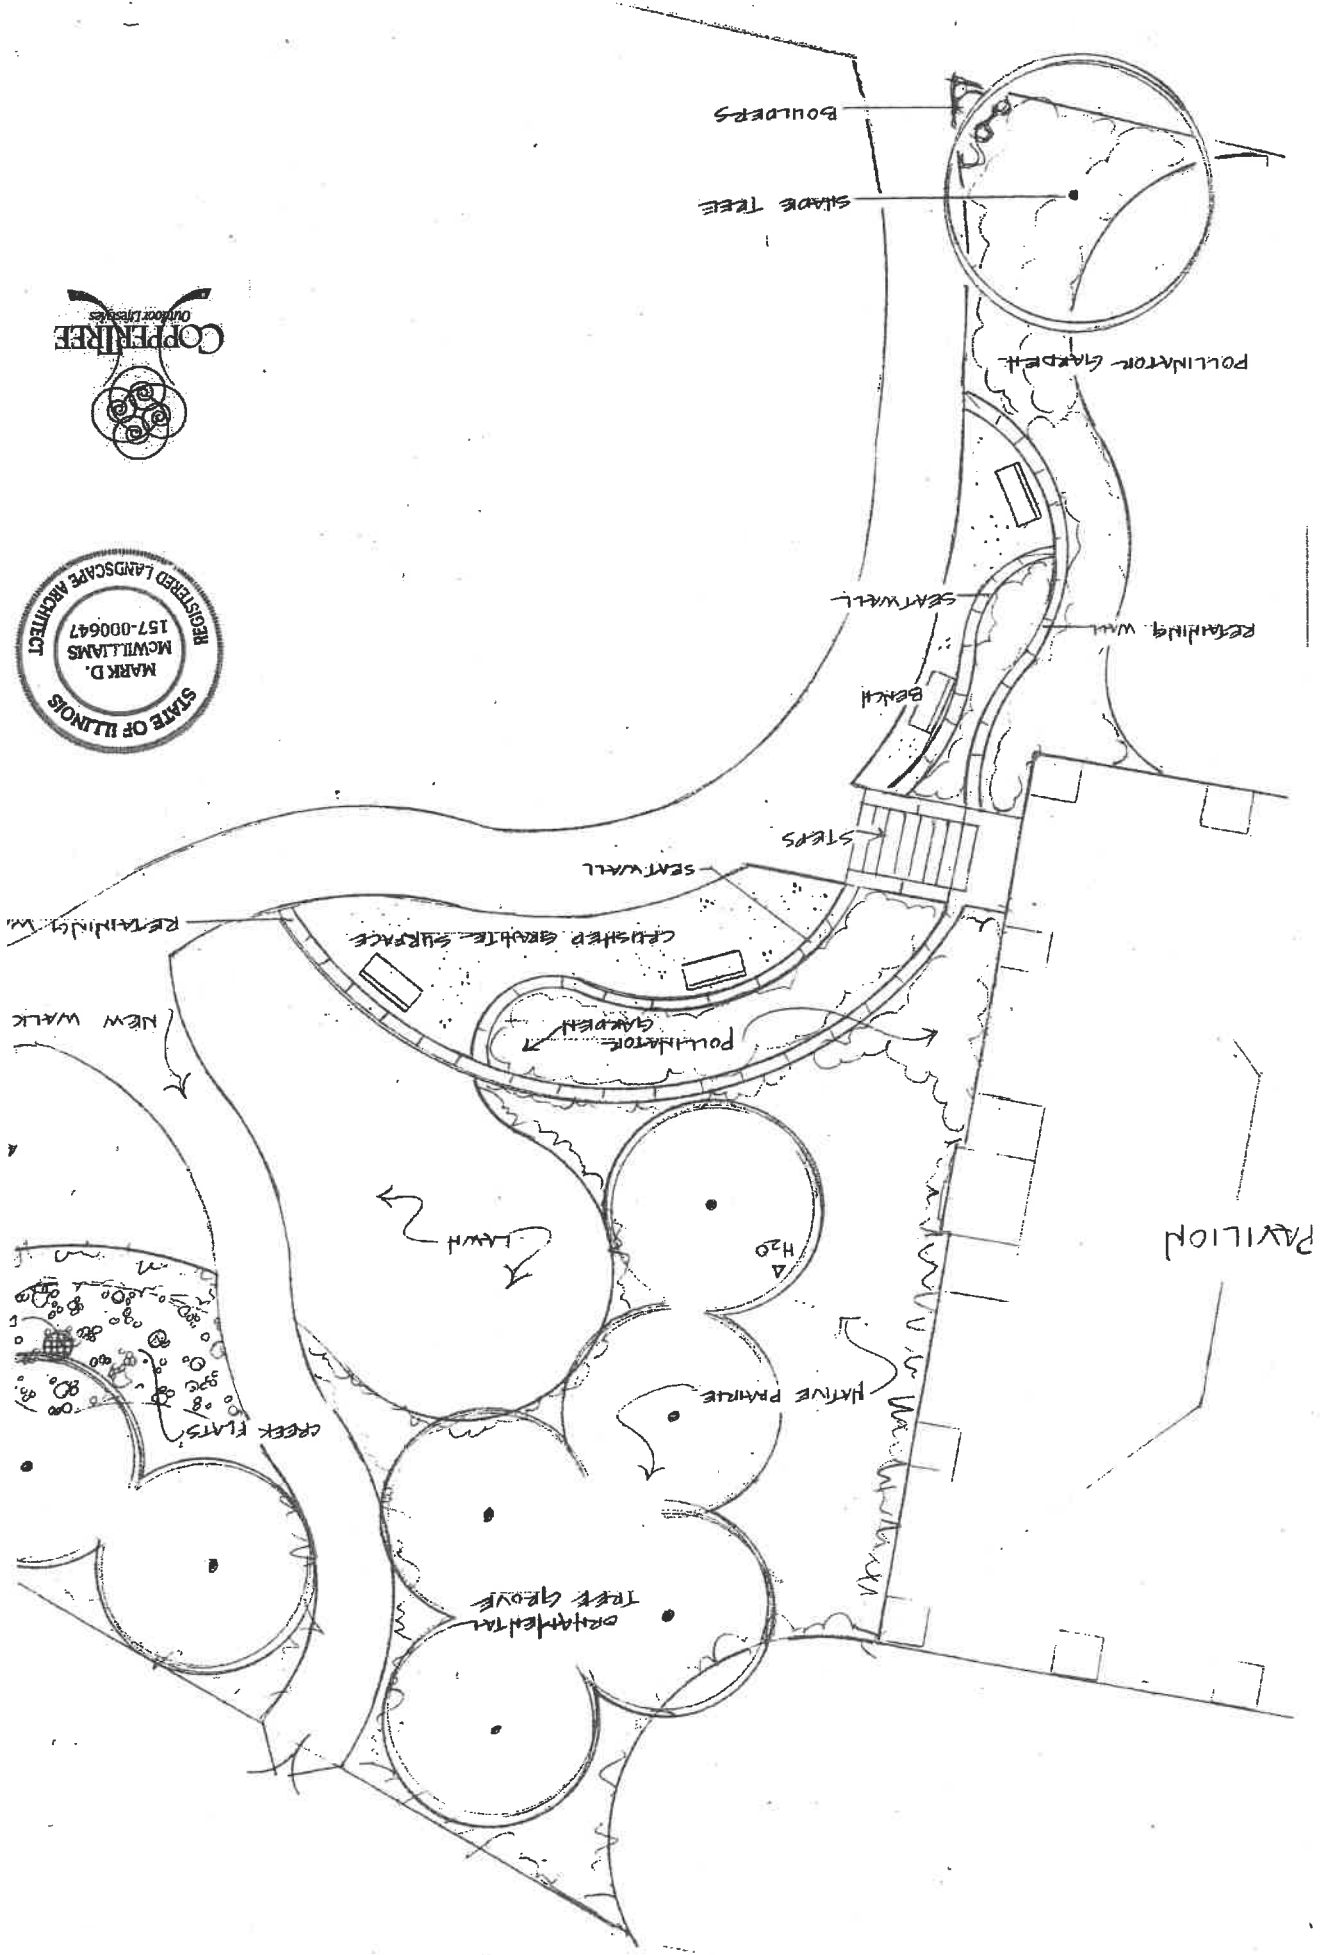 PAVILION
ORNAMENTAL
TREE GROVE
CREEK FLATS
NATIVE PRAIRIE
H2O
LAWN
POLLINATOR
GARDEN
NEW WALK
CRUSHED GRANITE SURFACE
RETAINING W
SEATWALL
STEPS
BENCH
RETAINING WALL
SEATWALL
STATE OF ILLINOIS
MARK D.
McWILLIAMS
157-000647
REGISTERED LANDSCAPE ARCHITECT
POLLINATOR GARDEN
COPPERTREE
Outdoor Lifestyles
SHADE TREE
BOULDERS